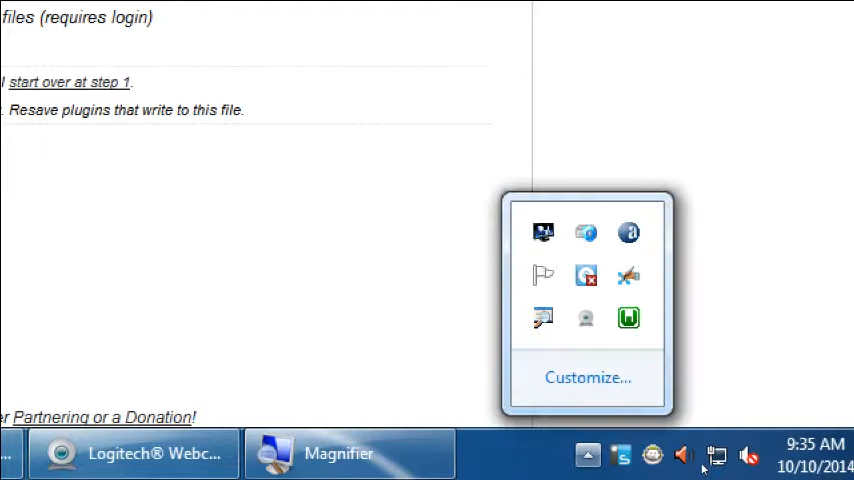 files (requires login)
l start over at step 1.
. Resave plugins that write to this file.
a
W
Customize...
er Partnering or a Donation!
... Logitech® Webc... Magnifier S 9:35 AM
10/10/2014